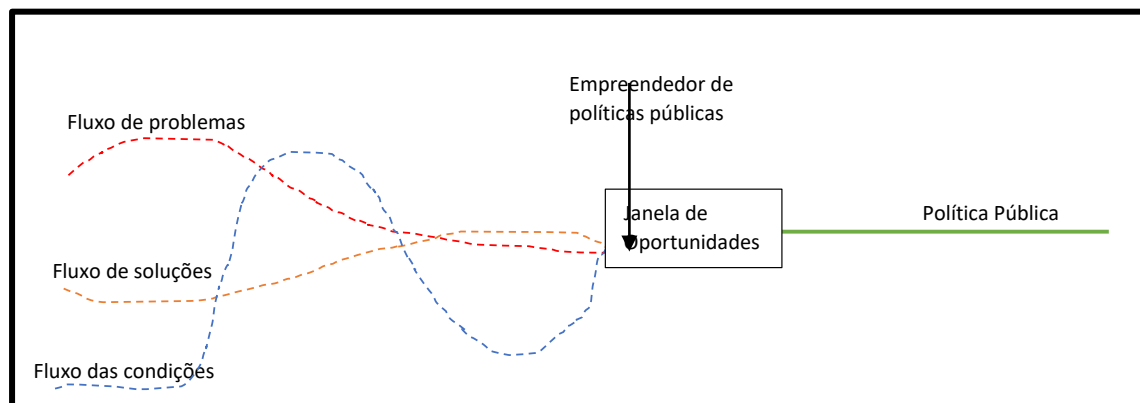 Empreendedor de
políticas públicas
Fluxo de problemas
Janela de
Oportunidades
Política Pública
Fluxo de soluções
Fluxo das condições